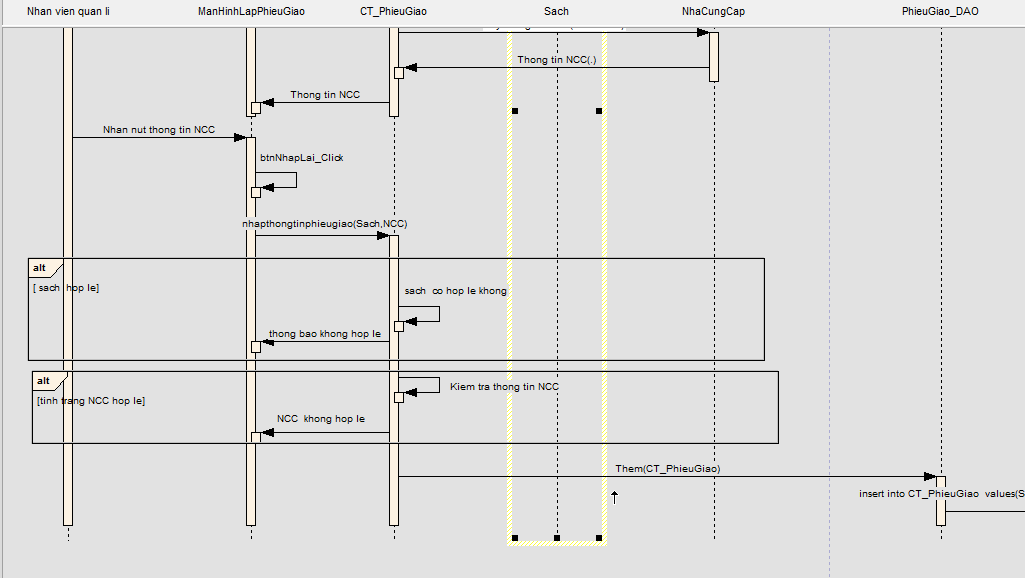 Nhan vien quan li ManHinhLapPhieuGiao CT_PhieuGiao Sach NhaCungCap PhieuGiao_DAO
Thong tin NCC(.)
Thong tin NCC
Nhan nut thong tin NCC
btnNhapLai_Click
nhapthongtinphieugiao(Sach,NCC)
alt
[ sach hop le]
sach co hop le khong
thong bao khong hop le
alt
Kiem tra thong tin NCC
[tinh trang NCC hop le]
NCC khong hop le
Them(CT_PhieuGiao)
insert into CT_PhieuGiao values(S